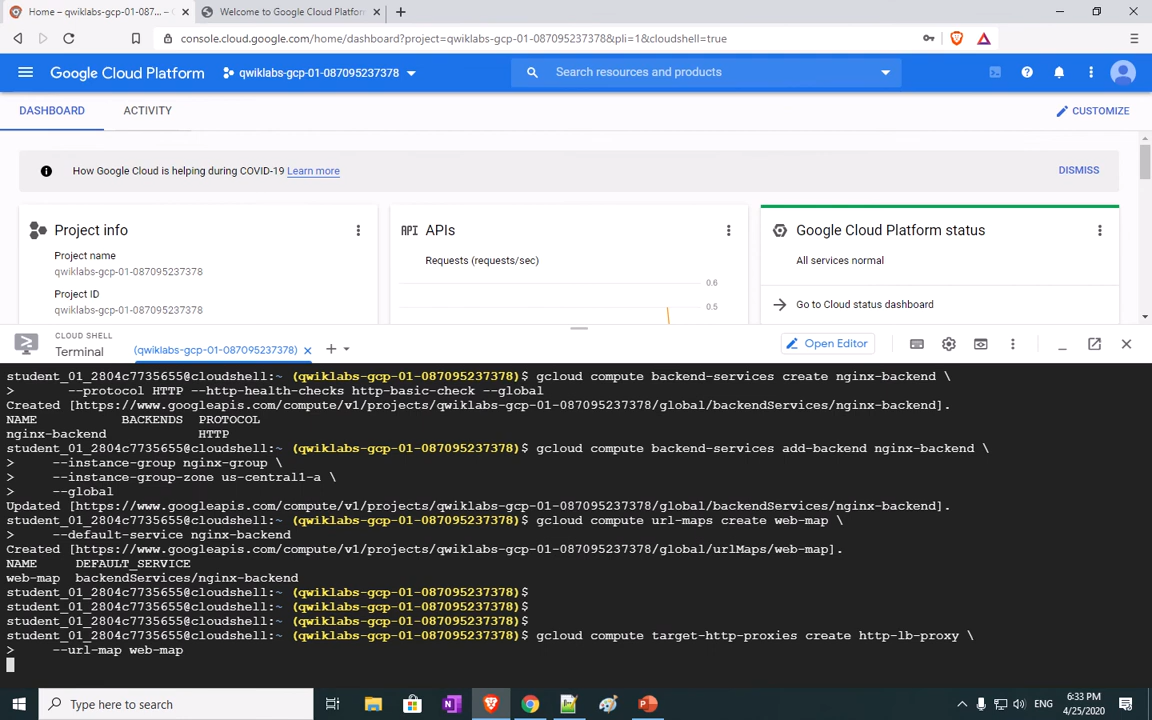 Home – qwiklabs-gcp-01-087... –
Welcome to Google Cloud Platform
console.cloud.google.com/home/dashboard?project=qwiklabs-gcp-01-087095237378&pli=1&cloudshell=true
Google Cloud Platform
qwiklabs-gcp-01-087095237378
Search resources and products
DASHBOARD
ACTIVITY
CUSTOMIZE
How Google Cloud is helping during COVID-19 Learn more
DISMISS
Project info
Project name
qwiklabs-gcp-01-087095237378
Project ID
qwiklabs-gcp-01-087095237378
API APIs
Requests (requests/sec)
0.6
0.5
Google Cloud Platform status
All services normal
Go to Cloud status dashboard
CLOUD SHELL
Terminal
(qwiklabs-gcp-01-087095237378)
Open Editor
student_01_2804c7735655@cloudshell:~ (qwiklabs-gcp-01-087095237378)$ gcloud compute backend-services create nginx-backend \
> --protocol HTTP --http-health-checks http-basic-check --global
Created [https://www.googleapis.com/compute/v1/projects/qwiklabs-gcp-01-087095237378/global/backendServices/nginx-backend].
NAME BACKENDS PROTOCOL
nginx-backend HTTP
student_01_2804c7735655@cloudshell:~ (qwiklabs-gcp-01-087095237378)$ gcloud compute backend-services add-backend nginx-backend \
> --instance-group nginx-group \
> --instance-group-zone us-central1-a \
> --global
Updated [https://www.googleapis.com/compute/v1/projects/qwiklabs-gcp-01-087095237378/global/backendServices/nginx-backend].
student_01_2804c7735655@cloudshell:~ (qwiklabs-gcp-01-087095237378)$ gcloud compute url-maps create web-map \
> --default-service nginx-backend
Created [https://www.googleapis.com/compute/v1/projects/qwiklabs-gcp-01-087095237378/global/urlMaps/web-map].
NAME DEFAULT_SERVICE
web-map backendServices/nginx-backend
student_01_2804c7735655@cloudshell:~ (qwiklabs-gcp-01-087095237378)$
student_01_2804c7735655@cloudshell:~ (qwiklabs-gcp-01-087095237378)$
student_01_2804c7735655@cloudshell:~ (qwiklabs-gcp-01-087095237378)$
student_01_2804c7735655@cloudshell:~ (qwiklabs-gcp-01-087095237378)$ gcloud compute target-http-proxies create http-lb-proxy \
> --url-map web-map
Type here to search
ENG
6:33 PM
4/25/2020